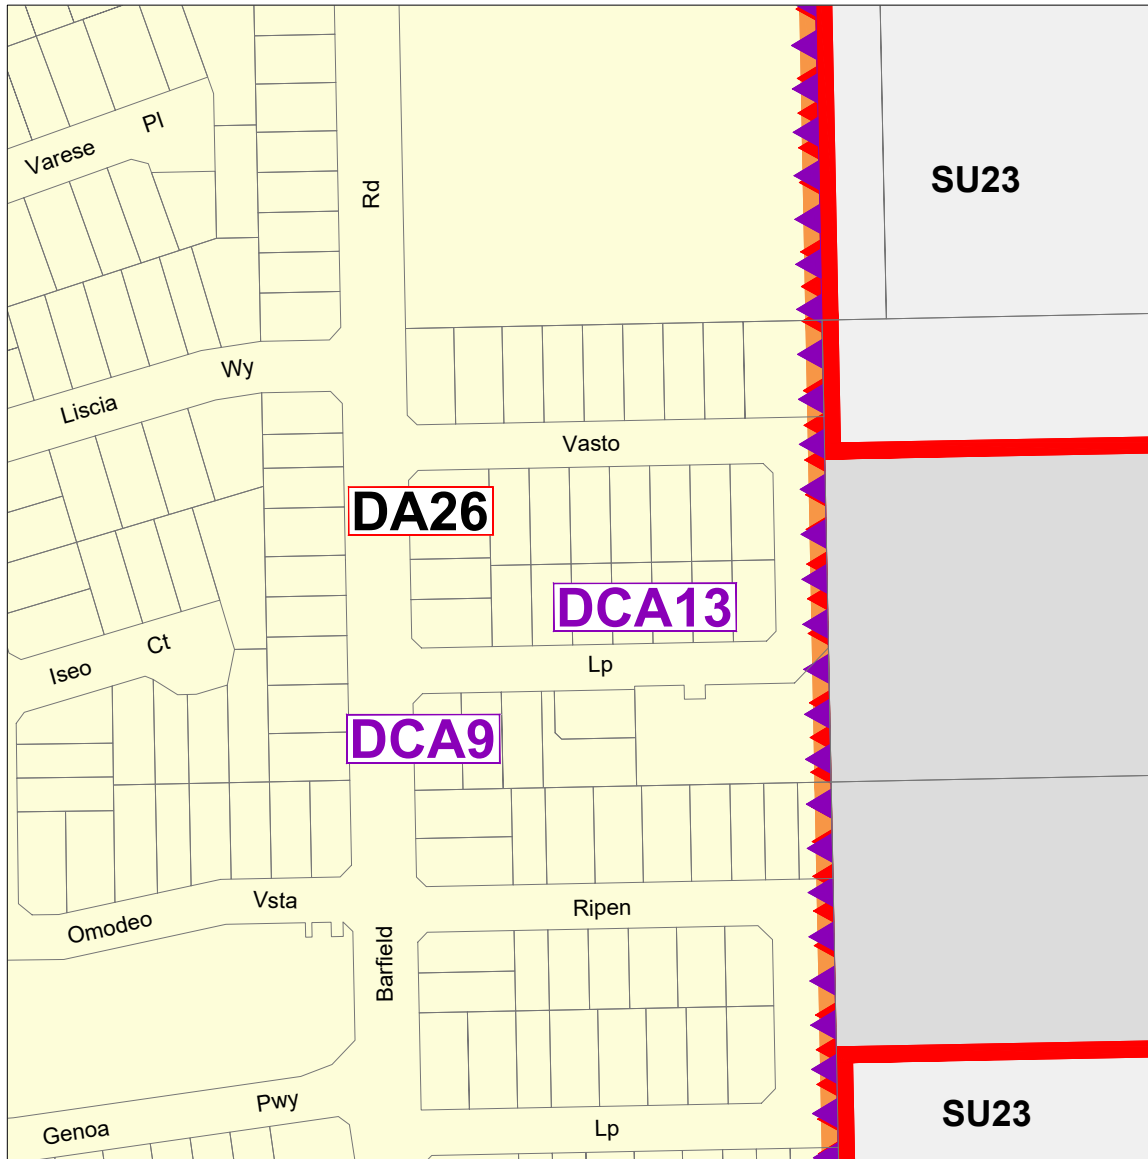 Varese Pl
Rd
SU23
Liscia Wy
Vasto
DA26
DCA13
Iseo Ct
Lp
DCA9
Omodeo Vsta
Ripen
Barfield
Genoa Pwy
Lp
SU23